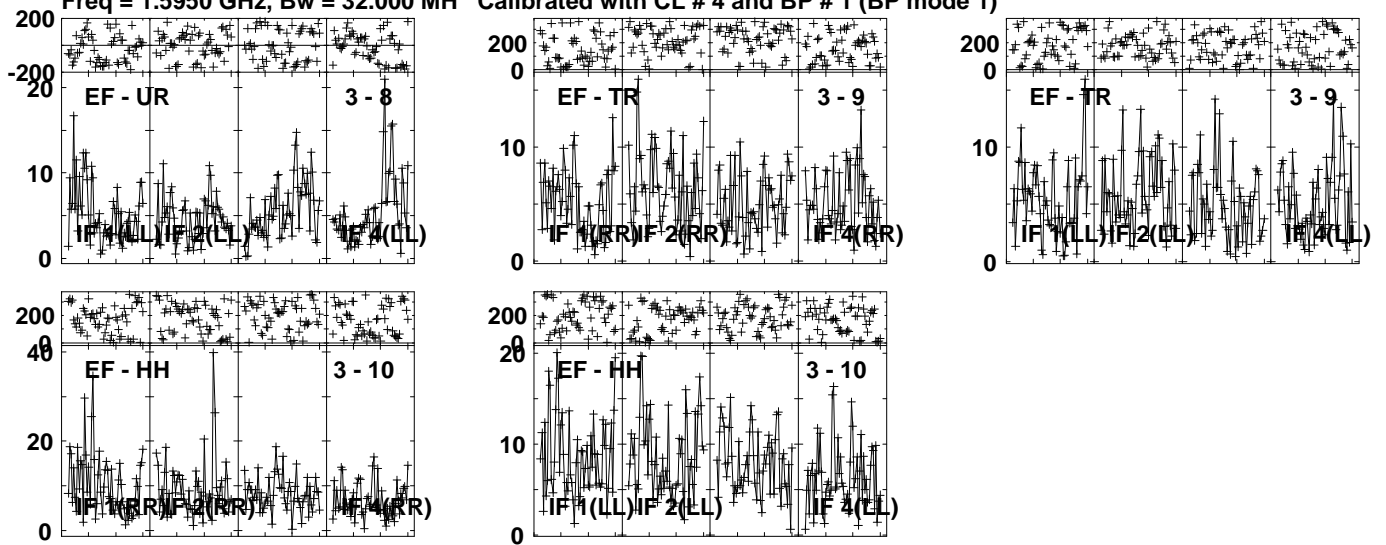 Freq = 1.5950 GHz, Bw = 32.000 MH Calibrated with CL # 4 and BP # 1 (BP mode 1)
200
-200
200
0
200
0
20
10
0
EF - UR
3 - 8
IF 1(LL)
IF 2(LL)
IF 4(LL)
10
0
EF - TR
3 - 9
IF 1(RR)
IF 2(RR)
IF 4(RR)
10
0
EF - TR
3 - 9
IF 1(LL)
IF 2(LL)
IF 4(LL)
200
0
200
0
40
20
0
EF - HH
3 - 10
IF 1(RR)
IF 2(RR)
IF 4(RR)
20
10
0
EF - HH
3 - 10
IF 1(LL)
IF 2(LL)
IF 4(LL)